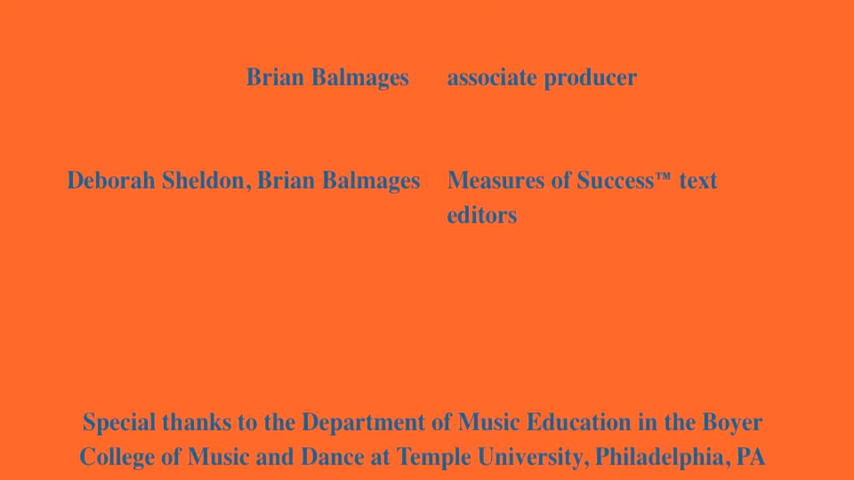 Brian Balmages associate producer
Deborah Sheldon, Brian Balmages Measures of Success™ text
editors
Special thanks to the Department of Music Education in the Boyer
College of Music and Dance at Temple University, Philadelphia, PA